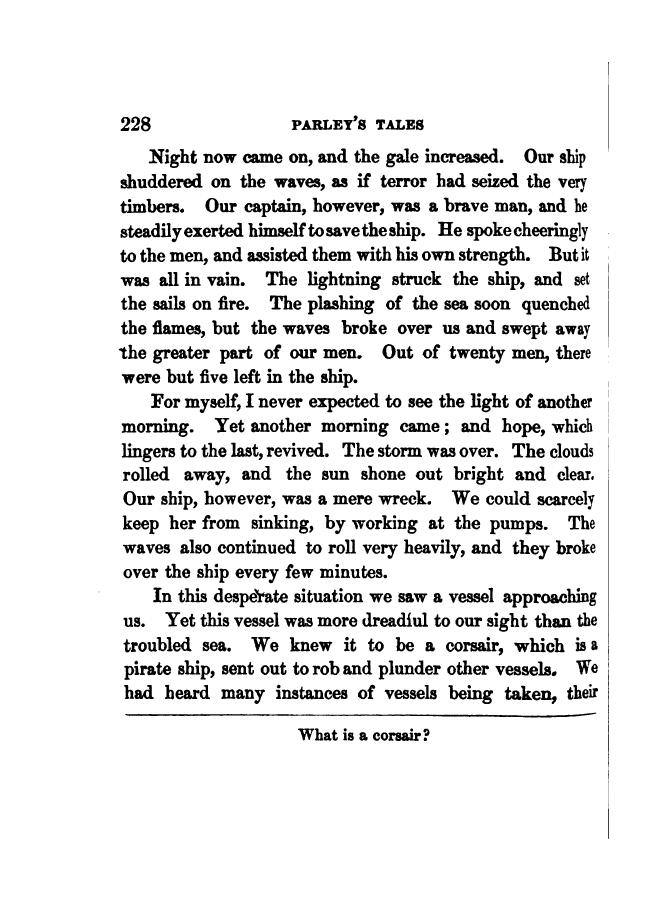 228 PARLEY'S TALES
Night now came on, and the gale increased. Our ship
shuddered on the waves, as if terror had seized the very
timbers. Our captain, however, was a brave man, and he
steadily exerted himself to save the ship. He spoke cheeringly
to the men, and assisted them with his own strength. But it
was all in vain. The lightning struck the ship, and set
the sails on fire. The plashing of the sea soon quenched
the flames, but the waves broke over us and swept away
the greater part of our men. Out of twenty men, there
were but five left in the ship.
For myself, I never expected to see the light of another
morning. Yet another morning came; and hope, which
lingers to the last, revived. The storm was over. The clouds
rolled away, and the sun shone out bright and clear.
Our ship, however, was a mere wreck. We could scarcely
keep her from sinking, by working at the pumps. The
waves also continued to roll very heavily, and they broke
over the ship every few minutes.
In this desperate situation we saw a vessel approaching
us. Yet this vessel was more dreadful to our sight than the
troubled sea. We knew it to be a corsair, which is a
pirate ship, sent out to rob and plunder other vessels. We
had heard many instances of vessels being taken, their
What is a corsair?